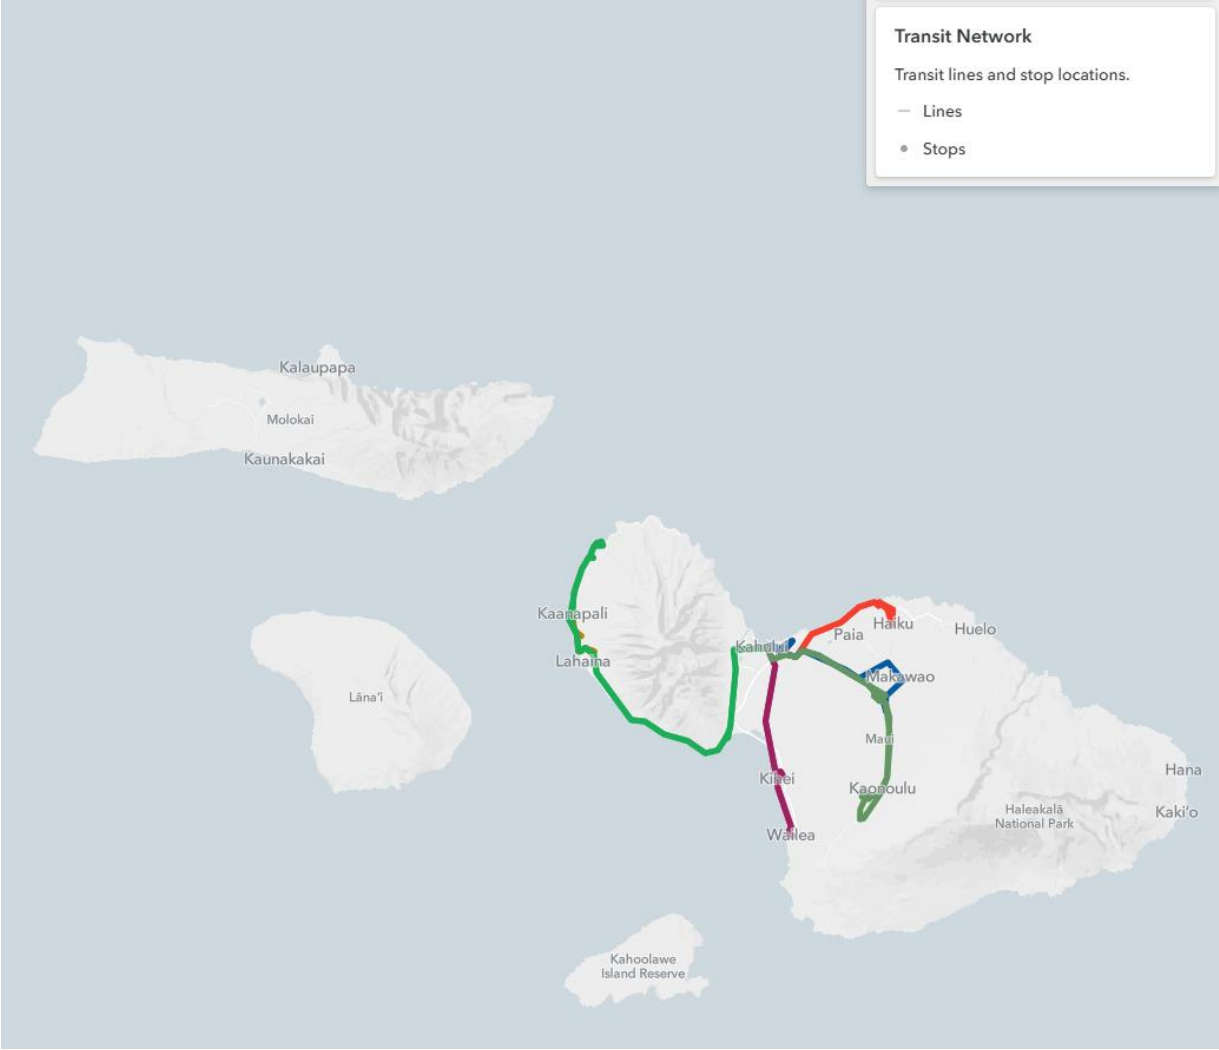 Transit Network
Transit lines and stop locations.
Lines
Stops
Kalaupapa
Molokai
Kaunakakai
Kaanapali
Haiku
Paia
Huelo
Kahului
Lahaina
Makawao
Lāna'i
Maui
Hana
Kihei
Kaonoulu
Haleakalā
National Park
Kaki'o
Wailea
Kahoolawe
Island Reserve